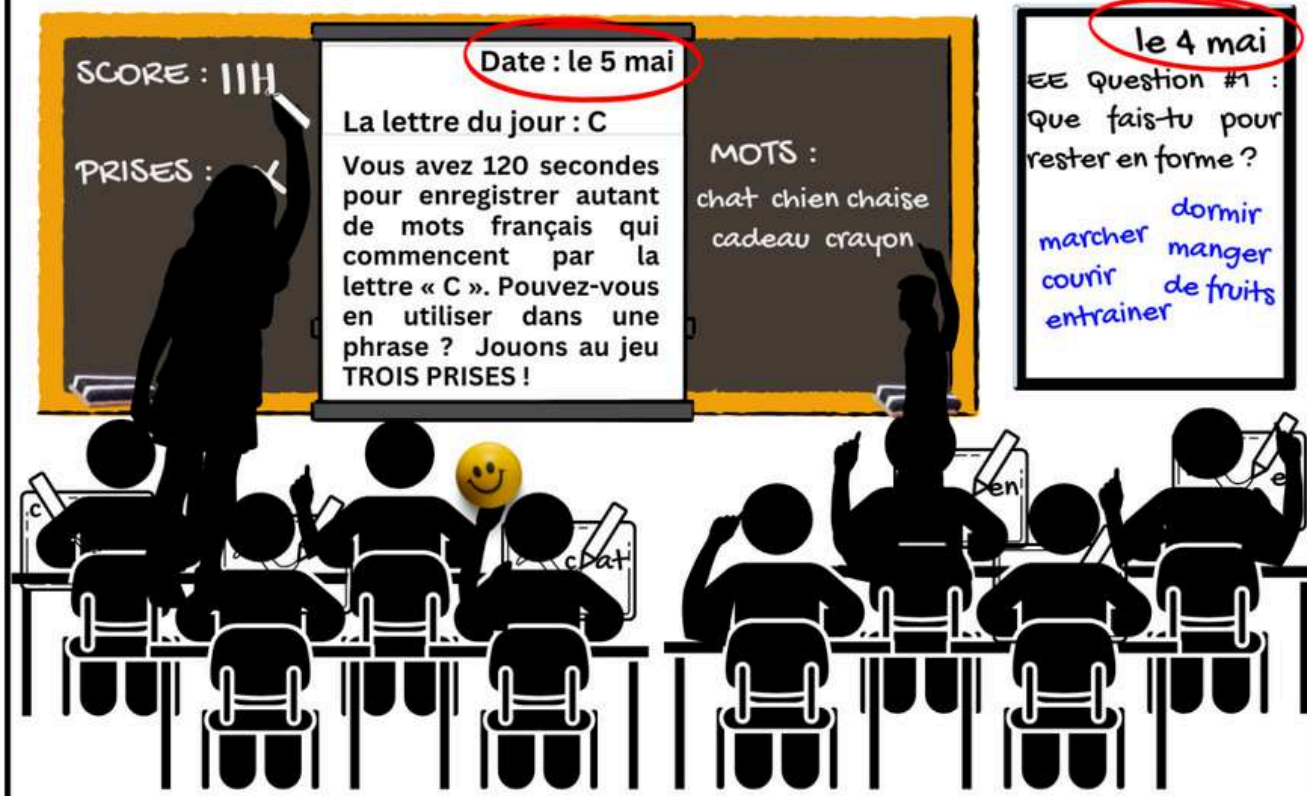 SCORE :
PRISES : X
Date : le 5 mai
La lettre du jour : C
Vous avez 120 secondes
pour enregistrer autant
de mots français qui
commencent par la
lettre « C ». Pouvez-vous
en utiliser dans une
phrase ? Jouons au jeu
TROIS PRISES !
MOTS :
chat chien chaise
cadeau crayon
le 4 mai
EE Question #1 :
Que fais-tu pour
rester en forme ?
dormir
marcher
manger
courir
de fruits
entrainer
c
en
e